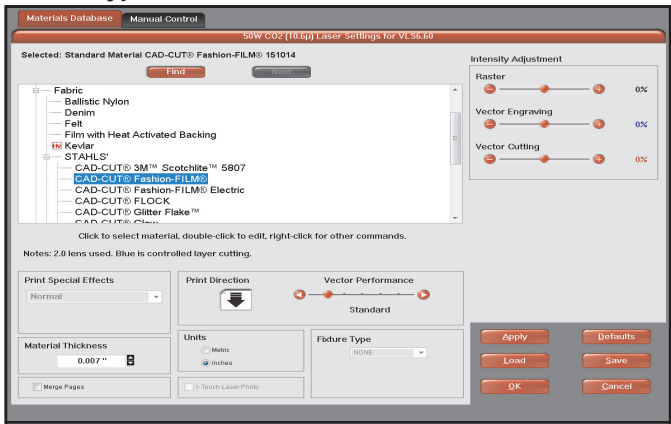 Materials Database Manual Control
50W CO2 (10.6μ) Laser Settings for VLS6.60
Selected: Standard Material CAD-CUT® Fashion-FILM® 151014
Find Next
Fabric
Ballistic Nylon
Denim
Felt
Film with Heat Activated Backing
Kevlar
STAHLS'
CAD-CUT® 3M™ Scotchlite™ 5807
CAD-CUT® Fashion-FILM®
CAD-CUT® Fashion-FILM® Electric
CAD-CUT® FLOCK
CAD-CUT® Glitter Flake™
CAD-CUT® Glow
Click to select material, double-click to edit, right-click for other commands.
Notes: 2.0 lens used. Blue is controlled layer cutting.
Intensity Adjustment
Raster
0%
Vector Engraving
0%
Vector Cutting
0%
Print Special Effects
Normal
Print Direction
Vector Performance
Standard
Material Thickness
0.007 "
Units
Metric
inches
Fixture Type
NONE
Merge Pages
1-Touch Laser Photo
Apply Defaults
Load Save
OK Cancel